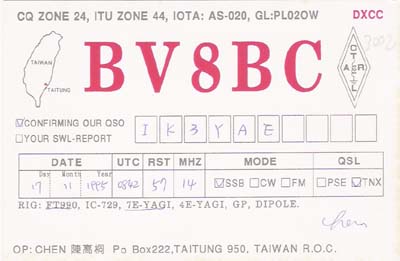 CQ ZONE 24, ITU ZONE 44, IOTA: AS-020, GL:PL02OW DXCC
BV8BC
TAIWAN
TAITUNG
☑CONFIRMING OUR QSO
☐YOUR SWL-REPORT
IK3YAE
DATE UTC RST MHZ MODE QSL
Day Month Year
17 11 1995 0842 57 14 ☑SSB ☐CW ☐FM ☐PSE ☑TNX
RIG: FT990, IC-729, 7E-YAGI, 4E-YAGI, GP, DIPOLE.
Chen
OP: CHEN 陳高桐 Po Box222, TAITUNG 950, TAIWAN R.O.C.